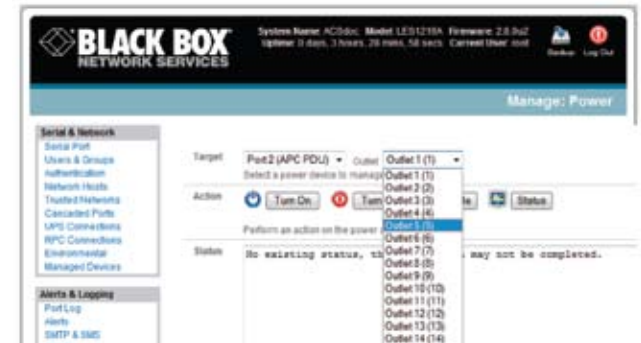 BLACK BOX
NETWORK SERVICES
System Name: ACSdoc Model: LES1216A Firmware: 2.8.0u2
Uptime: 0 days, 3 hours, 28 mins, 58 secs Current User: root
Backup Log Out
Manage: Power
Serial & Network
Serial Port
Users & Groups
Authentication
Network Hosts
Trusted Networks
Cascaded Ports
UPS Connections
RPC Connections
Environmental
Managed Devices
Alerts & Logging
Port Log
Alerts
SMTP & SMS
Target Port 2 (APC PDU) Outlet Outlet 1 (1)
Select a power device to manage
Outlet 1 (1)
Outlet 2 (2)
Outlet 3 (3)
Outlet 4 (4)
Outlet 5 (5)
Outlet 6 (6)
Outlet 7 (7)
Outlet 8 (8)
Outlet 9 (9)
Outlet 10 (10)
Outlet 11 (11)
Outlet 12 (12)
Outlet 13 (13)
Outlet 14 (14)
Action Turn On Status
Perform an action on the power
Status No existing status, may not be completed.